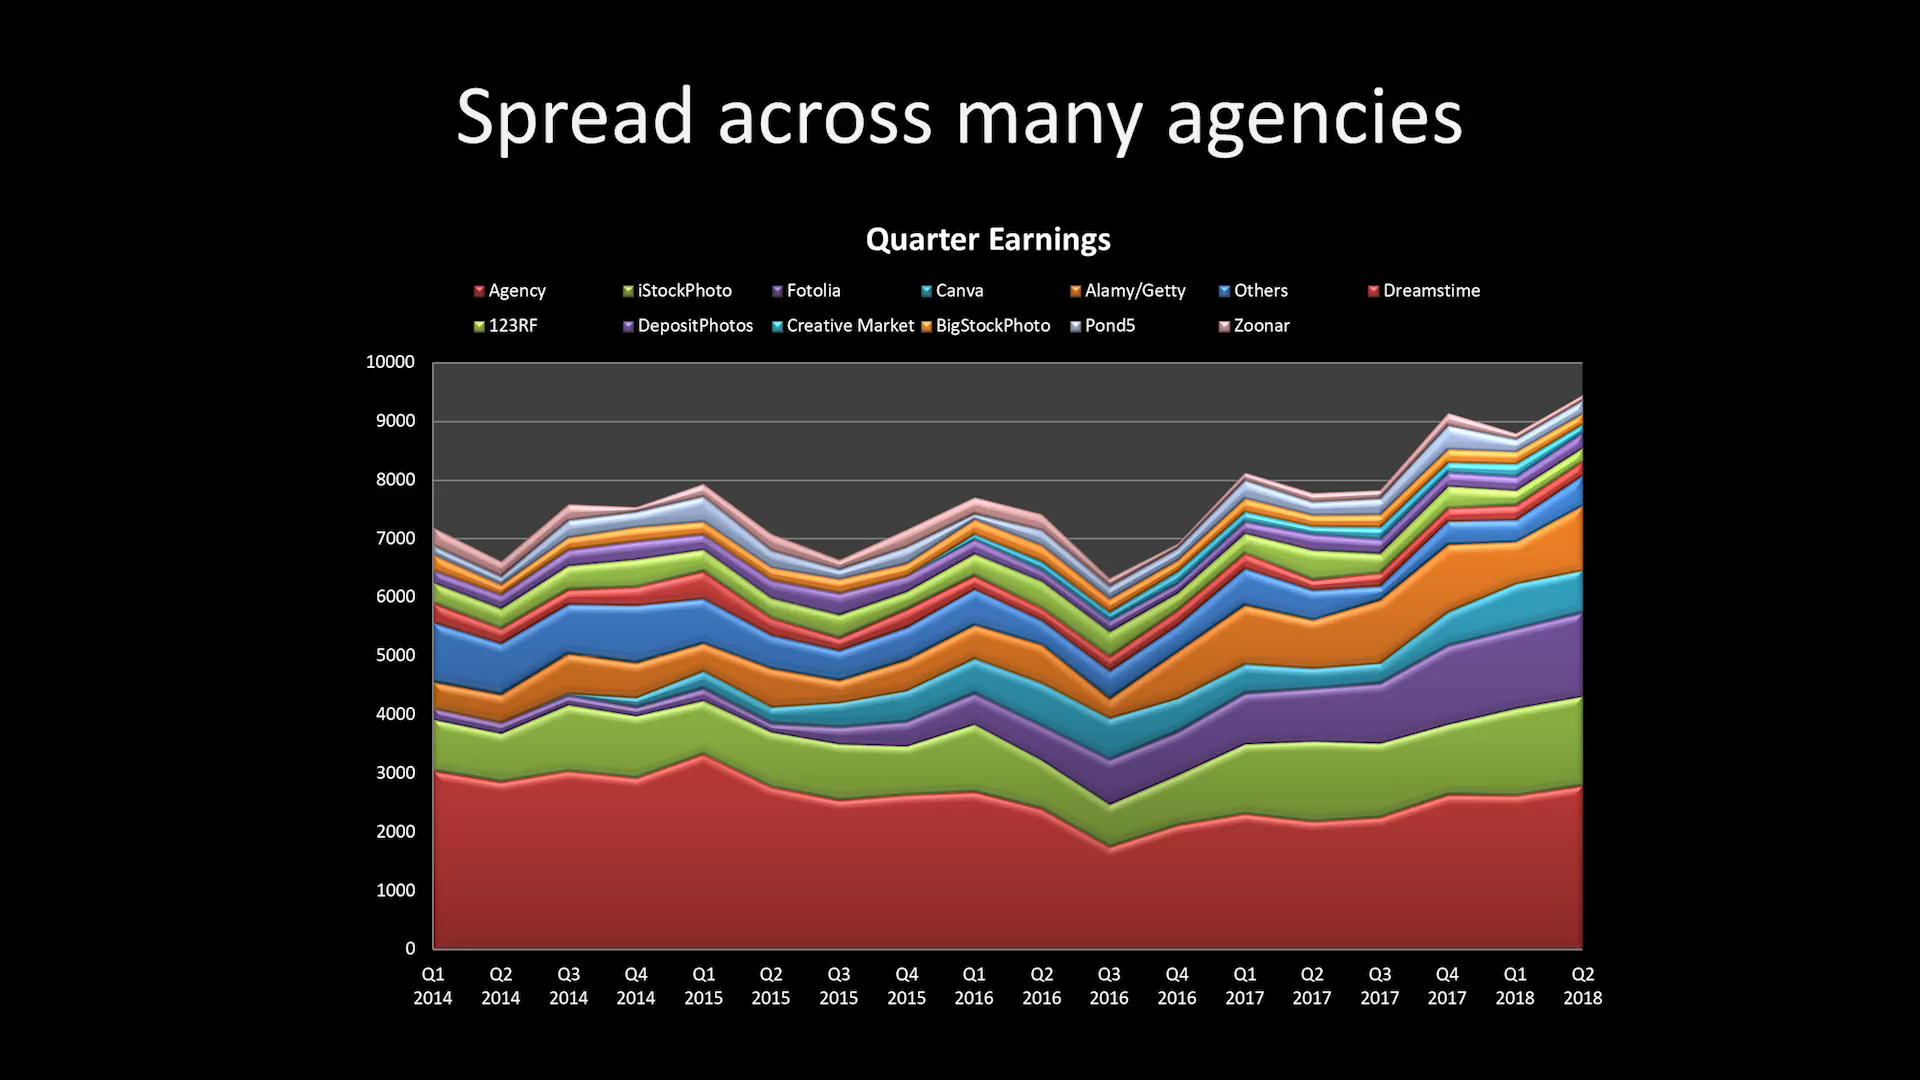 Spread across many agencies
Quarter Earnings
Agency iStockPhoto Fotolia Canva Alamy/Getty Others Dreamstime
123RF DepositPhotos Creative Market BigStockPhoto Pond5 Zoonar
10000
9000
8000
7000
6000
5000
4000
3000
2000
1000
0
Q1 Q2 Q3 Q4 Q1 Q2 Q3 Q4 Q1 Q2 Q3 Q4 Q1 Q2 Q3 Q4 Q1 Q2
2014 2014 2014 2014 2015 2015 2015 2015 2016 2016 2016 2016 2017 2017 2017 2017 2018 2018